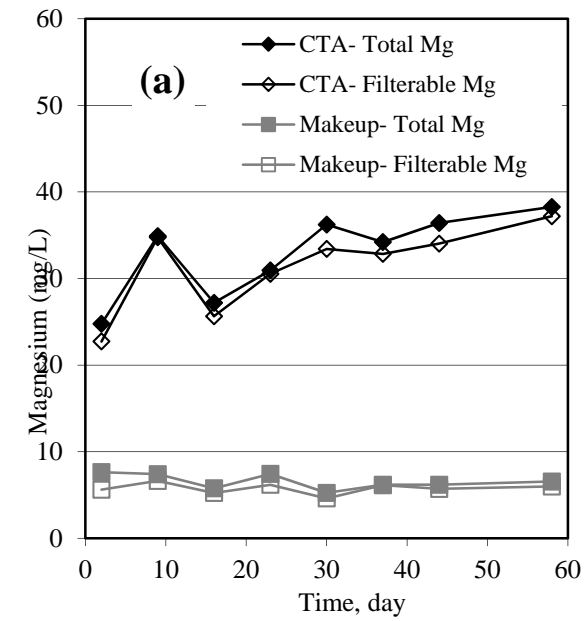 60
50
40
30
20
10
0
Magnesium (mg/L)
(a)
CTA- Total Mg
CTA- Filterable Mg
Makeup- Total Mg
Makeup- Filterable Mg
0 10 20 30 40 50 60
Time, day